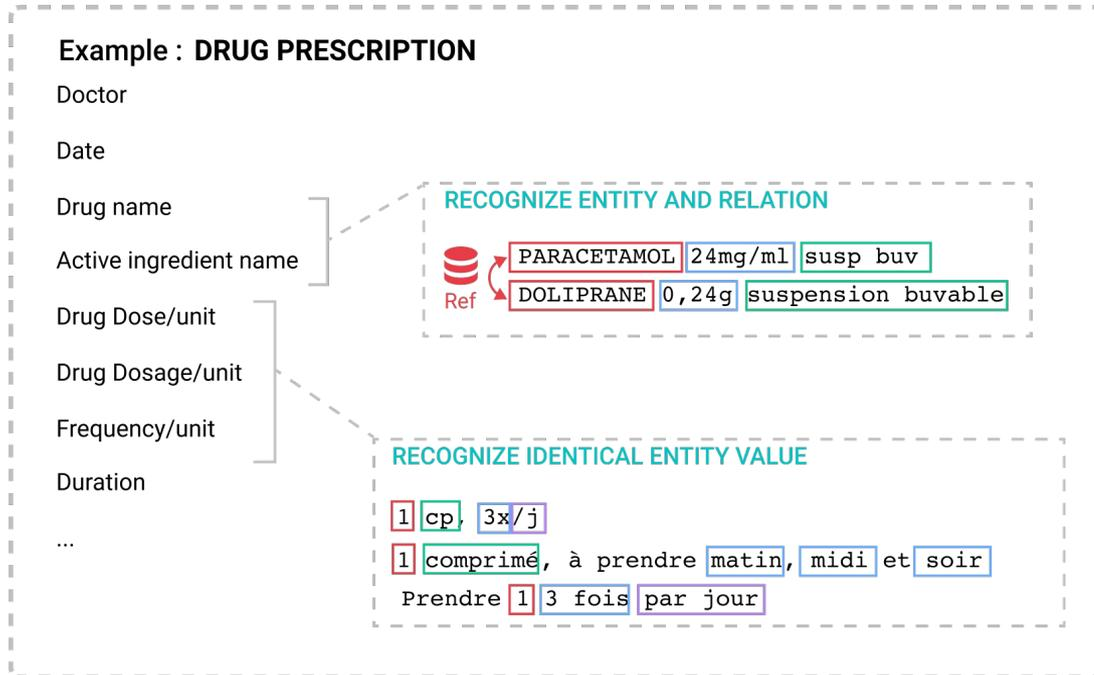 Example : DRUG PRESCRIPTION
Doctor
Date
Drug name
Active ingredient name
Drug Dose/unit
Drug Dosage/unit
Frequency/unit
Duration
...
RECOGNIZE ENTITY AND RELATION
Ref
PARACETAMOL 24mg/ml susp buv
DOLIPRANE 0,24g suspension buvable
RECOGNIZE IDENTICAL ENTITY VALUE
1 cp, 3x/j
1 comprimé, à prendre matin, midi et soir
Prendre 1 3 fois par jour